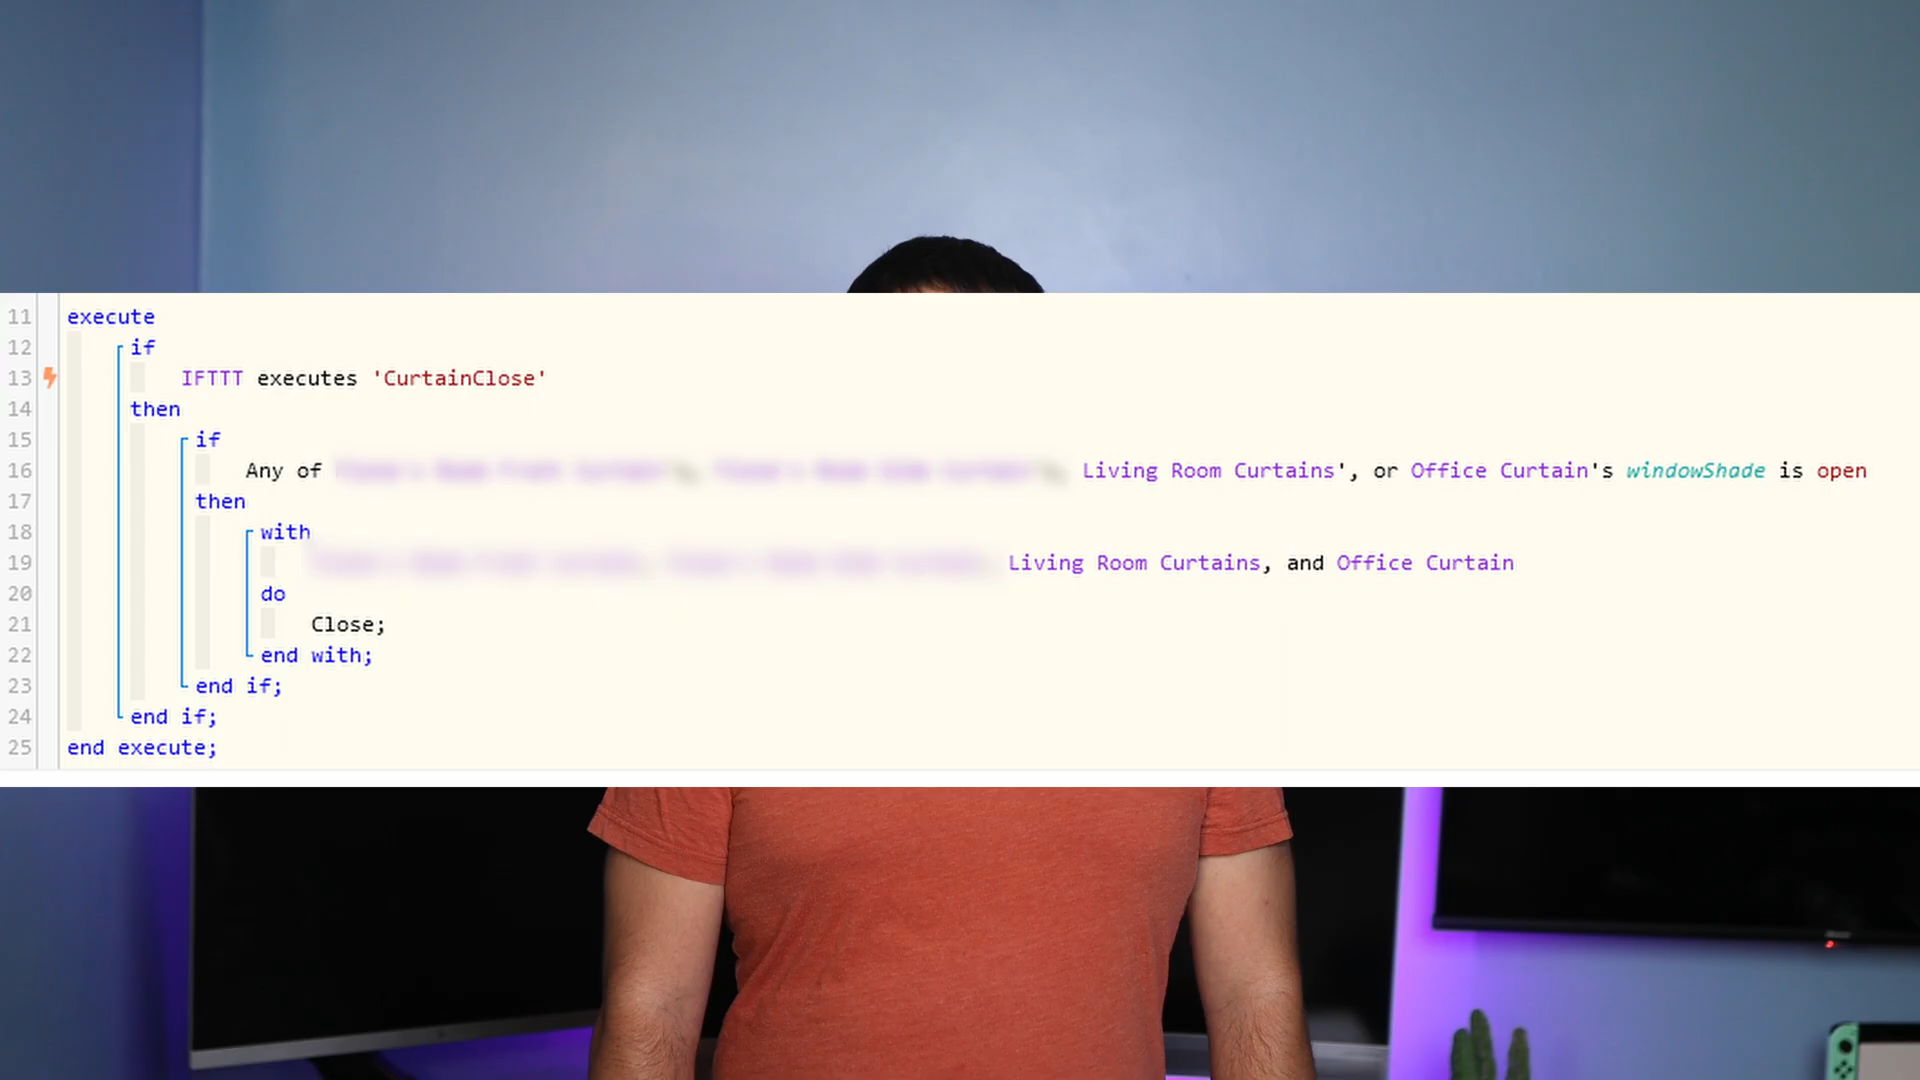 11 execute
12 if
13 IFTTT executes 'CurtainClose'
14 then
15 if
16 Any of Living Room Curtains', or Office Curtain's windowShade is open
17 then
18 with
19 Living Room Curtains, and Office Curtain
20 do
21 Close;
22 end with;
23 end if;
24 end if;
25 end execute;